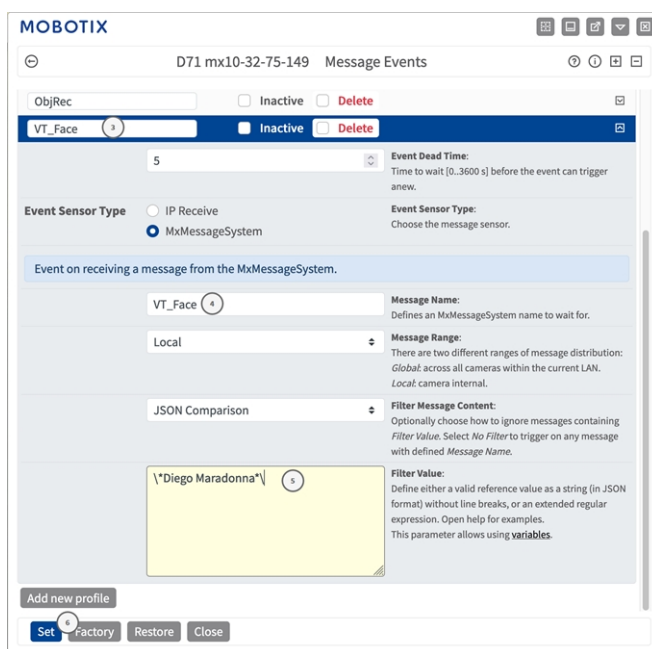 MOBOTIX
D71 mx10-32-75-149 Message Events
ObjRec Inactive Delete
VT_Face 3 Inactive Delete
5
Event Dead Time:
Time to wait [0..3600 s] before the event can trigger
anew.
Event Sensor Type
IP Receive
MxMessageSystem
Event Sensor Type:
Choose the message sensor.
Event on receiving a message from the MxMessageSystem.
VT_Face 4
Message Name:
Defines an MxMessageSystem name to wait for.
Local
Message Range:
There are two different ranges of message distribution:
Global: across all cameras within the current LAN.
Local: camera internal.
JSON Comparison
Filter Message Content:
Optionally choose how to ignore messages containing
Filter Value. Select No Filter to trigger on any message
with defined Message Name.
\*Diego Maradonna*\ 5
Filter Value:
Define either a valid reference value as a string (in JSON
format) without line breaks, or an extended regular
expression. Open help for examples.
This parameter allows using variables.
Add new profile
6
Set Factory Restore Close